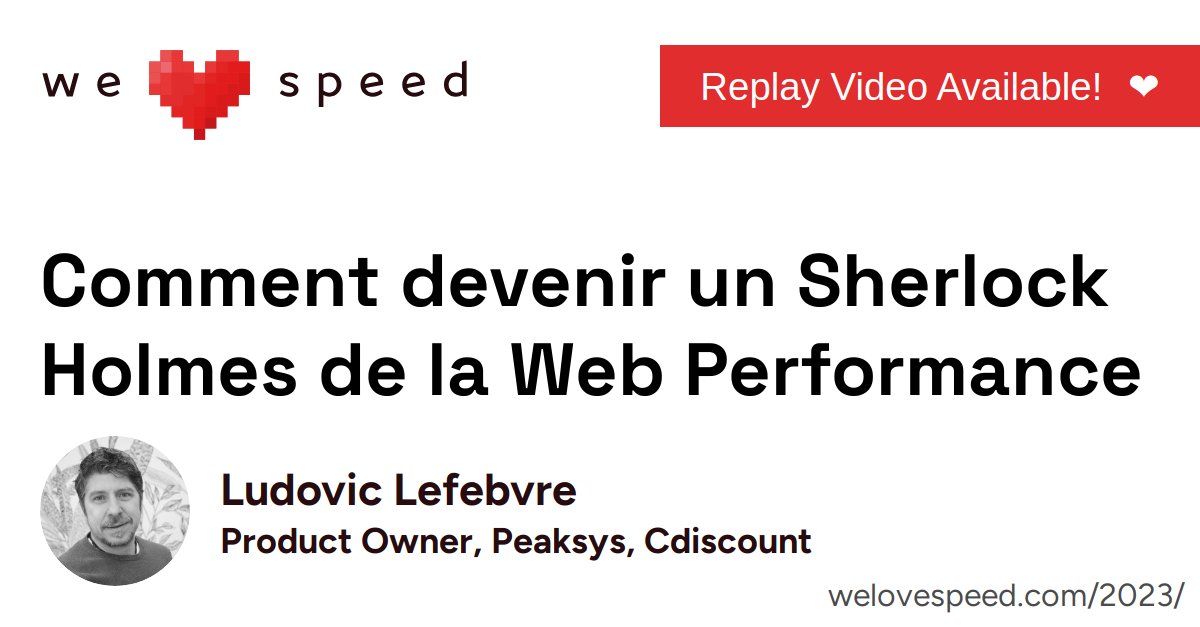 we ❤ speed
Replay Video Available! ❤
Comment devenir un Sherlock
Holmes de la Web Performance
Ludovic Lefebvre
Product Owner, Peaksys, Cdiscount
welovespeed.com/2023/